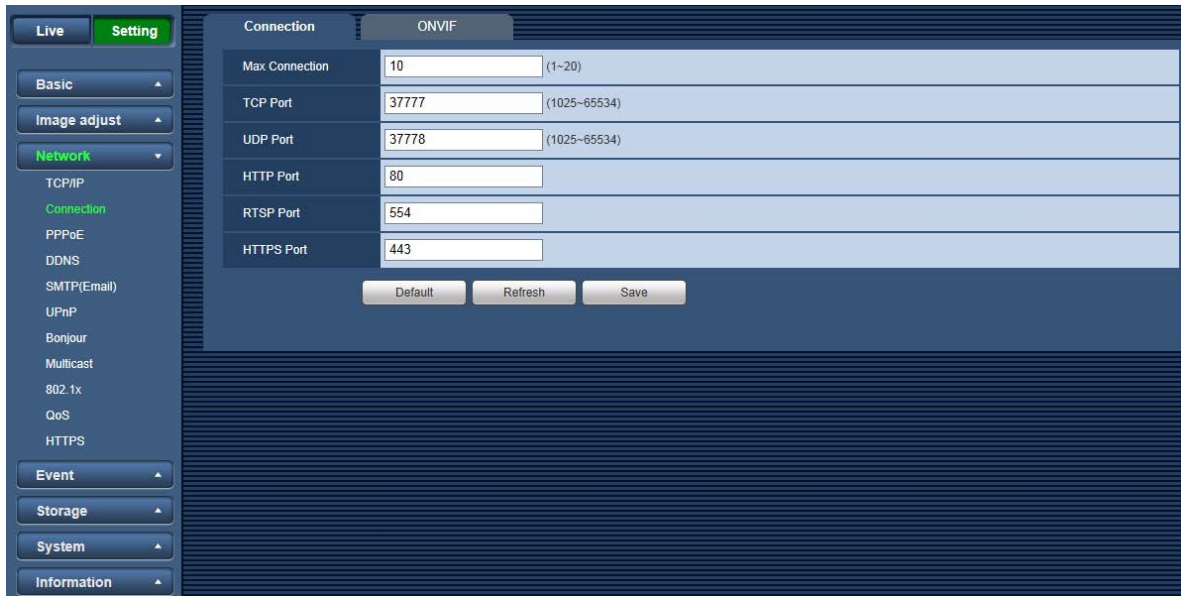 Live Setting
Basic
Image adjust
Network
TCP/IP
Connection
PPPoE
DDNS
SMTP(Email)
UPnP
Bonjour
Multicast
802.1x
QoS
HTTPS
Event
Storage
System
Information
Connection ONVIF
Max Connection 10 (1~20)
TCP Port 37777 (1025~65534)
UDP Port 37778 (1025~65534)
HTTP Port 80
RTSP Port 554
HTTPS Port 443
Default Refresh Save